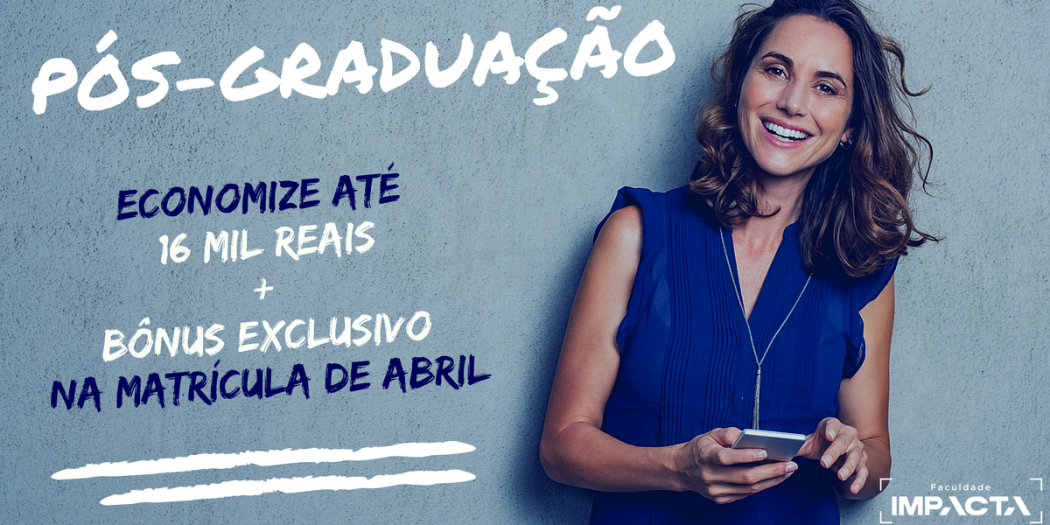 PÓS-GRADUAÇÃO
ECONOMIZE ATÉ
16 MIL REAIS
+
BÔNUS EXCLUSIVO
NA MATRÍCULA DE ABRIL
Faculdade
IMPACTA